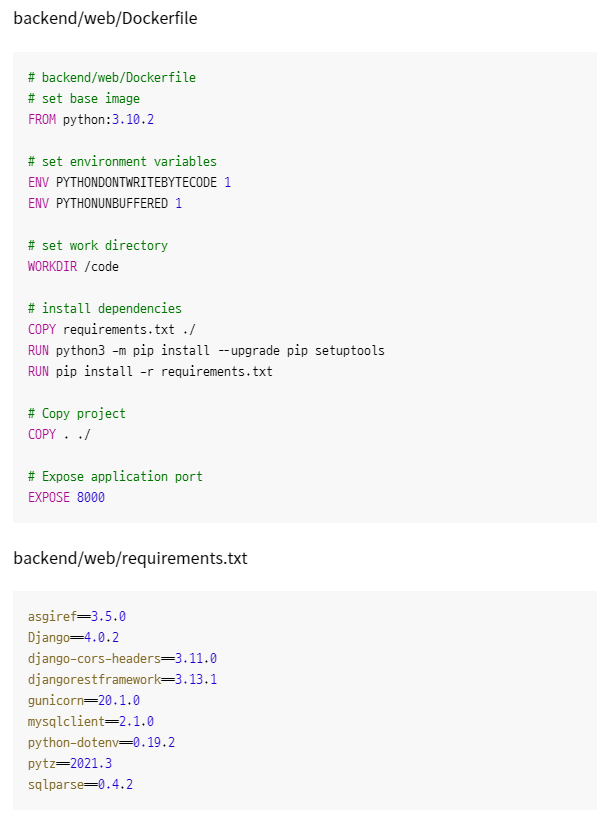 backend/web/Dockerfile
# backend/web/Dockerfile
# set base image
FROM python:3.10.2
# set environment variables
ENV PYTHONDONTWRITEBYTECODE 1
ENV PYTHONUNBUFFERED 1
# set work directory
WORKDIR /code
# install dependencies
COPY requirements.txt ./
RUN python3 -m pip install --upgrade pip setuptools
RUN pip install -r requirements.txt
# Copy project
COPY . ./
# Expose application port
EXPOSE 8000
backend/web/requirements.txt
asgiref==3.5.0
Django==4.0.2
django-cors-headers==3.11.0
djangorestframework==3.13.1
gunicorn==20.1.0
mysqlclient==2.1.0
python-dotenv==0.19.2
pytz==2021.3
sqlparse==0.4.2